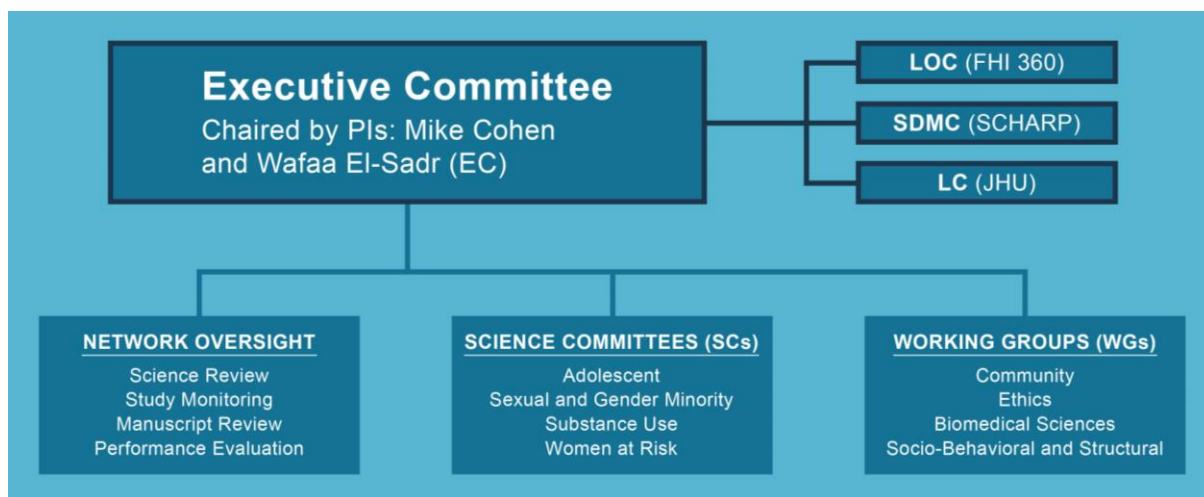 Executive Committee
Chaired by PIs: Mike Cohen
and Wafaa El-Sadr (EC)
LOC (FHI 360)
SDMC (SCHARP)
LC (JHU)
NETWORK OVERSIGHT
Science Review
Study Monitoring
Manuscript Review
Performance Evaluation
SCIENCE COMMITTEES (SCs)
Adolescent
Sexual and Gender Minority
Substance Use
Women at Risk
WORKING GROUPS (WGs)
Community
Ethics
Biomedical Sciences
Socio-Behavioral and Structural